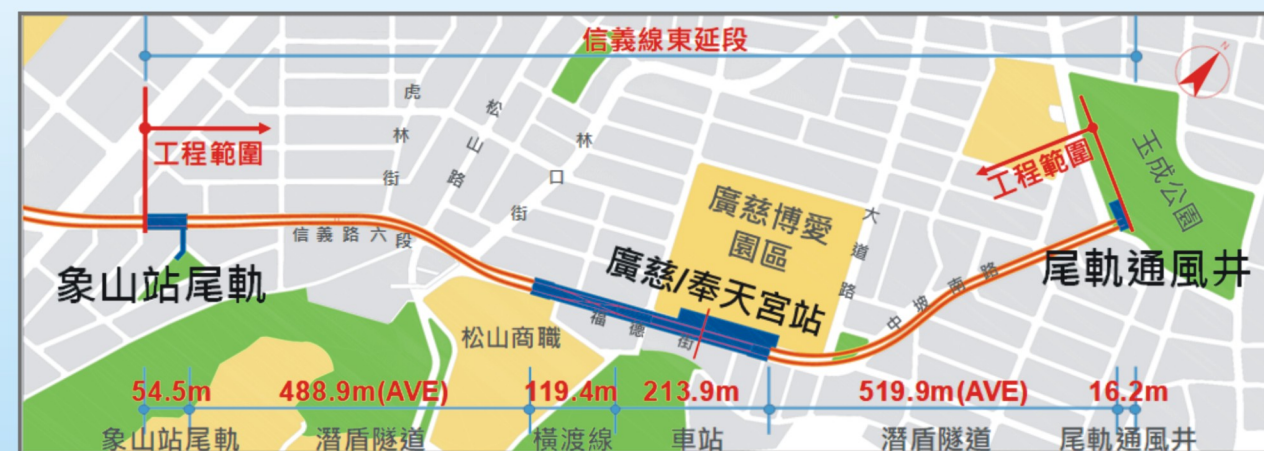 信義線東延段
N
工程範圍
虎林街
松山路
林口街
工程範圍
玉成公園
廣慈博愛
園區
大道路
信義路六段
象山站尾軌
廣慈/奉天宮站
尾軌通風井
福德街
中坡南路
松山商職
54.5m
488.9m(AVE)
119.4m
213.9m
519.9m(AVE)
16.2m
象山站尾軌
潛盾隧道
橫渡線
車站
潛盾隧道
尾軌通風井